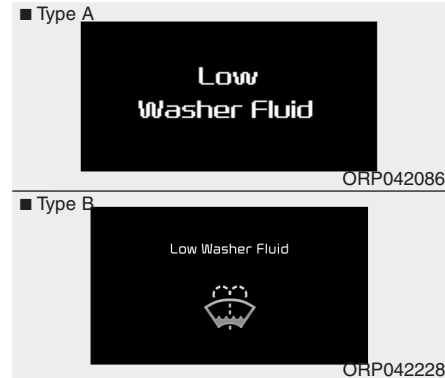 ■ Type A
Low
Washer Fluid
ORP042086
■ Type B
Low Washer Fluid
ORP042228